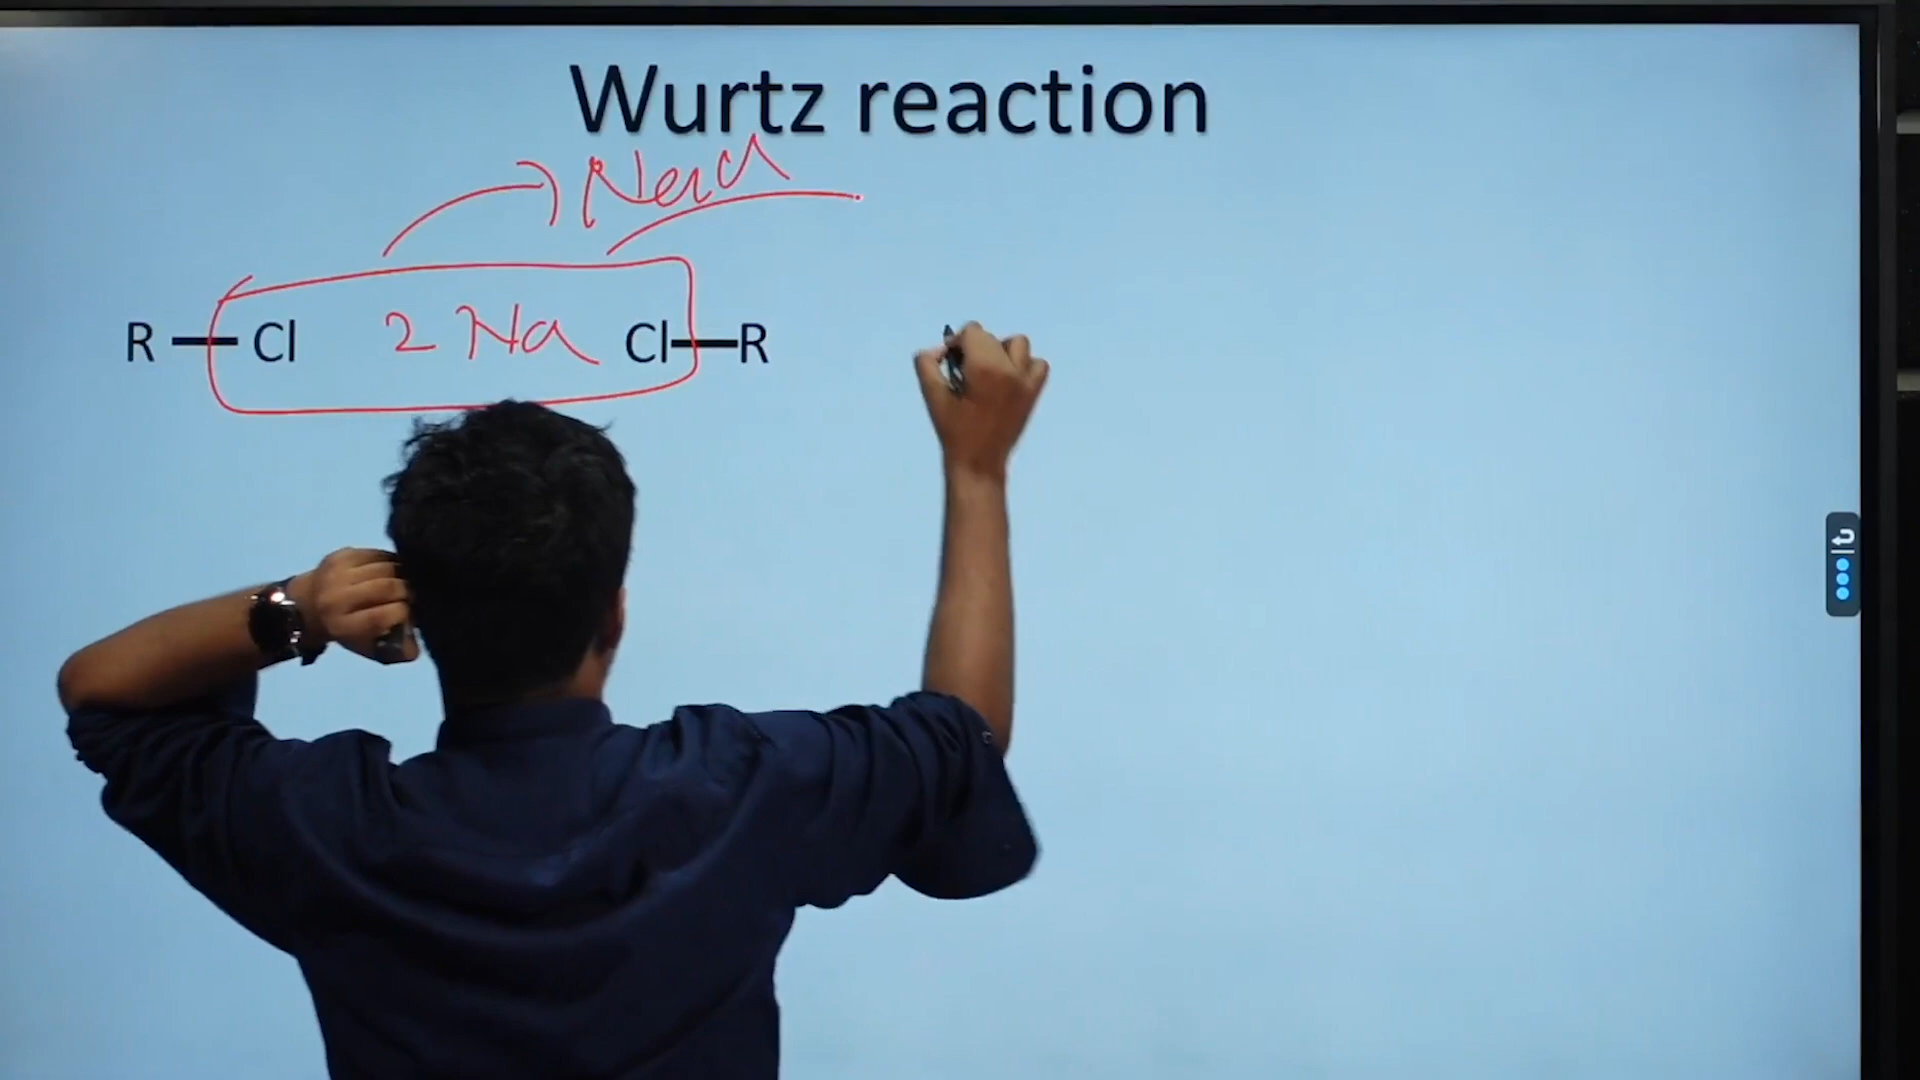 Wurtz reaction
NaCl
R — Cl 2 Na Cl — R